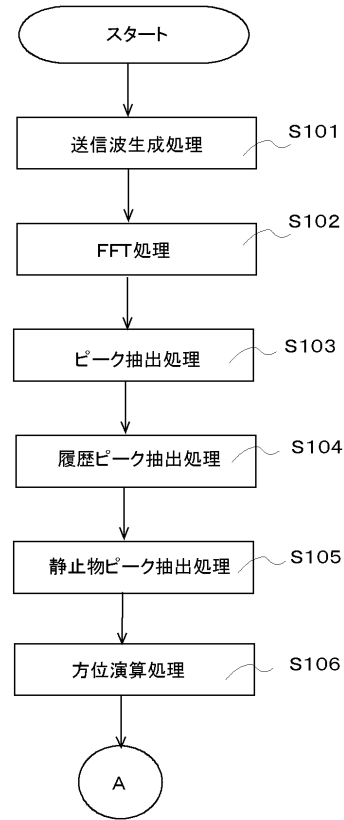 スタート
送信波生成処理
S101
FFT処理
S102
ピーク抽出処理
S103
履歴ピーク抽出処理
S104
静止物ピーク抽出処理
S105
方位演算処理
S106
A